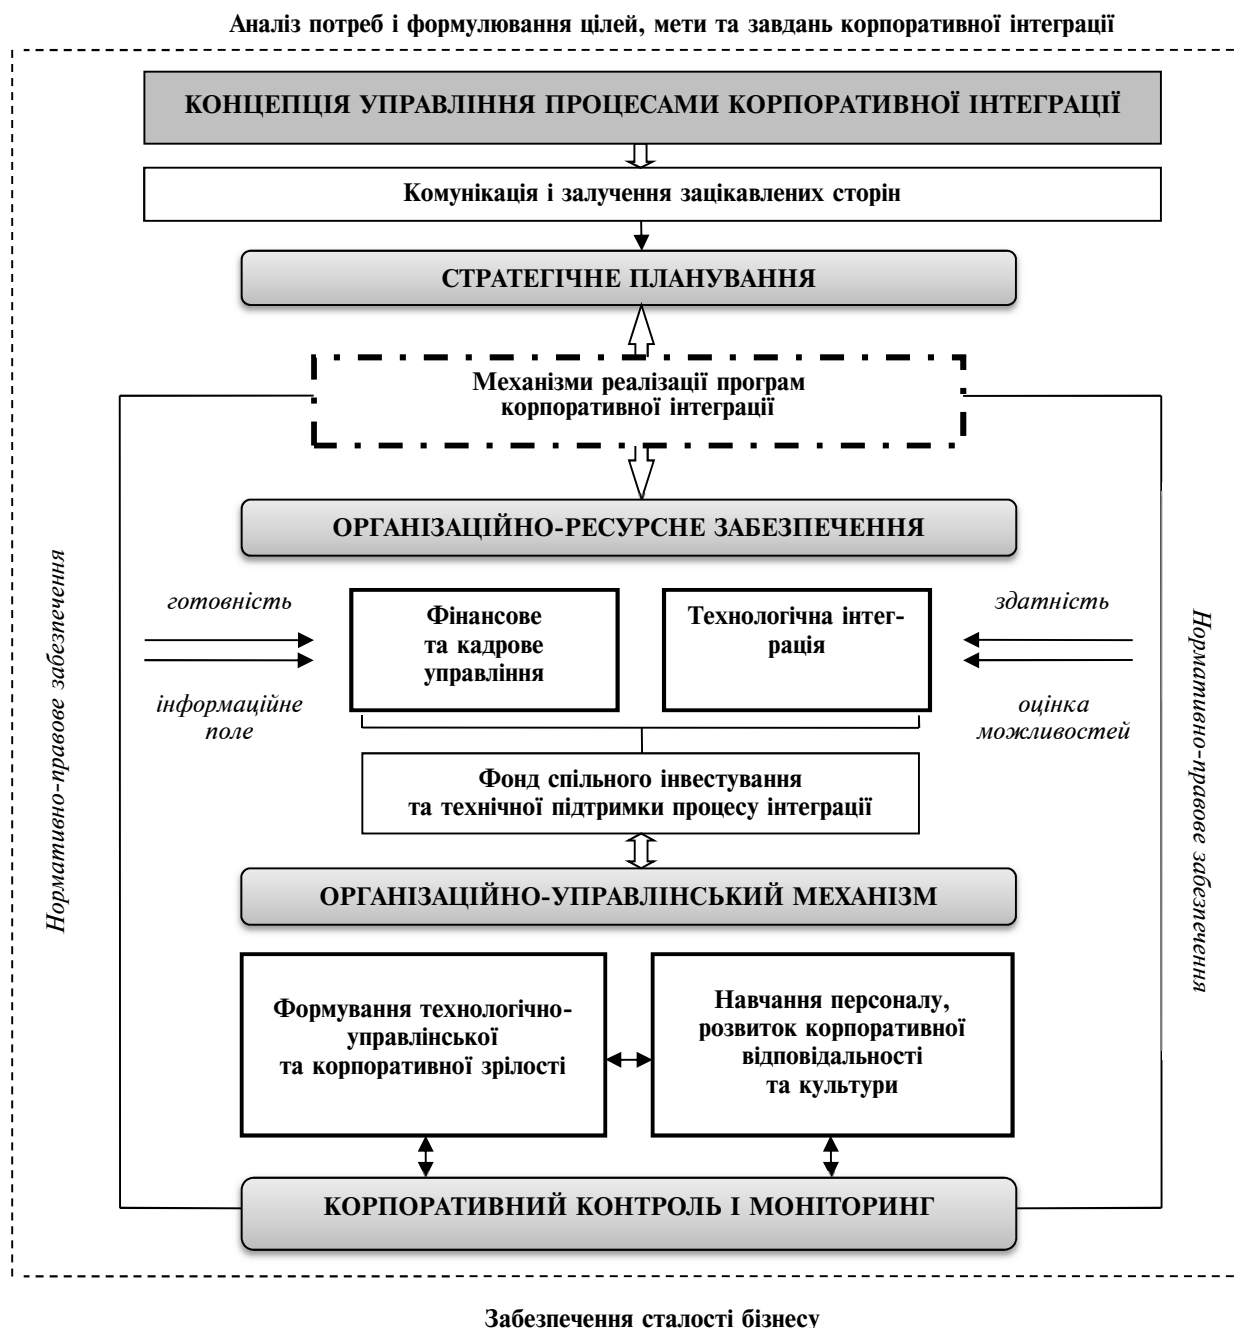 Аналіз потреб і формулювання цілей, мети та завдань корпоративної інтеграції
КОНЦЕПЦІЯ УПРАВЛІННЯ ПРОЦЕСАМИ КОРПОРАТИВНОЇ ІНТЕГРАЦІЇ
Комунікація і залучення зацікавлених сторін
СТРАТЕГІЧНЕ ПЛАНУВАННЯ
Механізми реалізації програм
корпоративної інтеграції
ОРГАНІЗАЦІЙНО-РЕСУРСНЕ ЗАБЕЗПЕЧЕННЯ
Нормативно-правове забезпечення
готовність
інформаційне
поле
Фінансове
та кадрове
управління
Технологічна інтег-
рація
здатність
оцінка
можливостей
Нормативно-правове забезпечення
Фонд спільного інвестування
та технічної підтримки процесу інтеграції
ОРГАНІЗАЦІЙНО-УПРАВЛІНСЬКИЙ МЕХАНІЗМ
Формування технологічно-
управлінської
та корпоративної зрілості
Навчання персоналу,
розвиток корпоративної
відповідальності
та культури
КОРПОРАТИВНИЙ КОНТРОЛЬ І МОНІТОРИНГ
Забезпечення сталості бізнесу